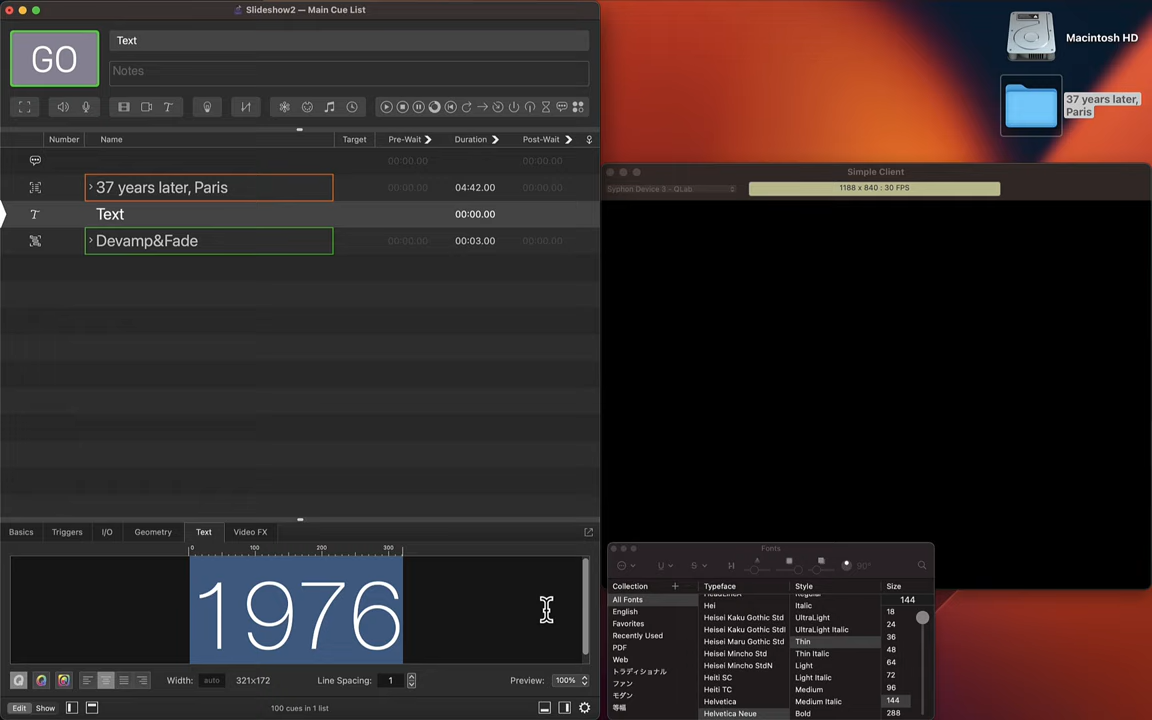 Slideshow2 — Main Cue List
GO
Text
Notes
Number Name Target Pre-Wait Duration Post-Wait
00:00.00 00:00.00
37 years later, Paris 00:00.00 04:42.00 00:00.00
Text 00:00.00
Devamp&Fade 00:00.00 00:03.00 00:00.00
Basics Triggers I/O Geometry Text Video FX
0 100 200 300
1976
Width: auto 321×172 Line Spacing: 1 Preview: 100%
Edit Show 100 cues in 1 list
Macintosh HD
37 years later,
Paris
Simple Client
Syphon Device 3 - QLab 1188 x 840 : 30 FPS
Fonts
90°
Collection Typeface Style Size
All Fonts
English
Favorites
Recently Used
PDF
Web
トラディショナル
ファン
モダン
等幅
Hei
Heisei Kaku Gothic Std
Heisei Kaku Gothic StdN
Heisei Maru Gothic Std
Heisei Mincho Std
Heisei Mincho StdN
Heiti SC
Heiti TC
Helvetica
Helvetica Neue
Regular
Italic
UltraLight
UltraLight Italic
Thin
Thin Italic
Light
Light Italic
Medium
Medium Italic
Bold
144
18
24
36
48
64
72
96
144
288